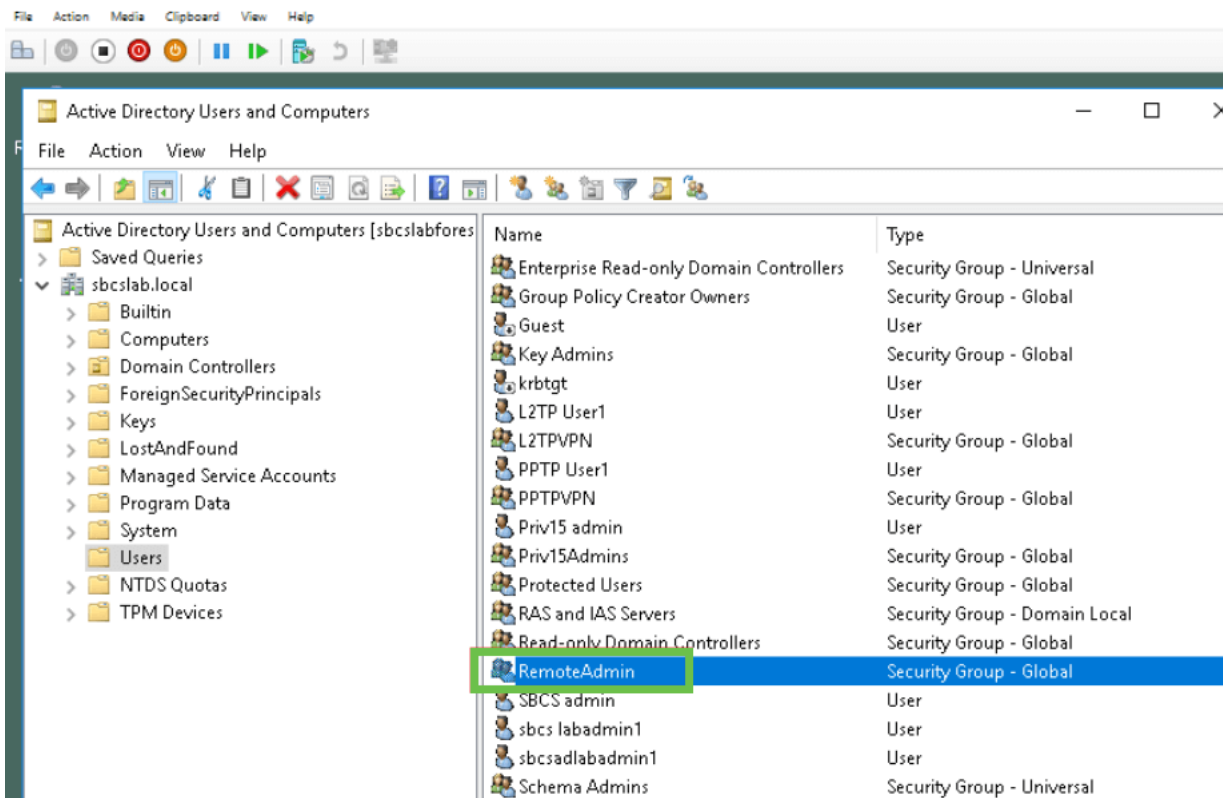 File Action Media Clipboard View Help
Active Directory Users and Computers
File Action View Help
Active Directory Users and Computers [sbcslabfores
Saved Queries
sbcslab.local
Builtin
Computers
Domain Controllers
ForeignSecurityPrincipals
Keys
LostAndFound
Managed Service Accounts
Program Data
System
Users
NTDS Quotas
TPM Devices
Name Type
Enterprise Read-only Domain Controllers Security Group - Universal
Group Policy Creator Owners Security Group - Global
Guest User
Key Admins Security Group - Global
krbtgt User
L2TP User1 User
L2TPVPN Security Group - Global
PPTP User1 User
PPTPVPN Security Group - Global
Priv15 admin User
Priv15Admins Security Group - Global
Protected Users Security Group - Global
RAS and IAS Servers Security Group - Domain Local
Read-only Domain Controllers Security Group - Global
RemoteAdmin Security Group - Global
SBCS admin User
sbcs labadmin1 User
sbcsadlabadmin1 User
Schema Admins Security Group - Universal